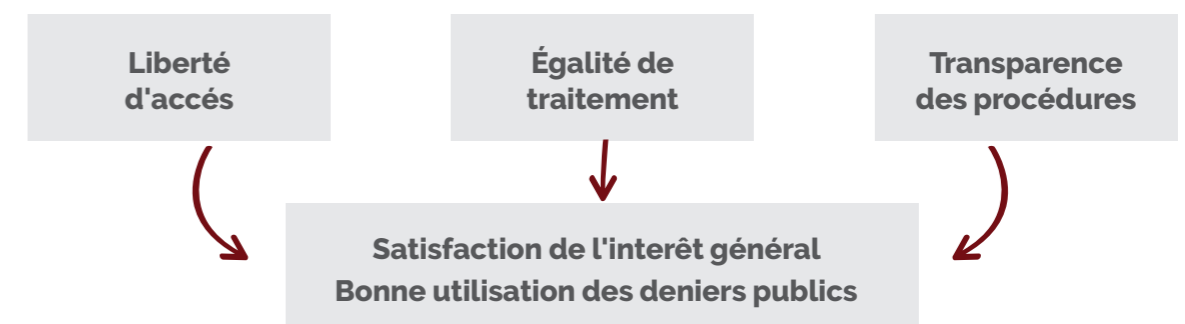 Liberté
d'accés
Égalité de
traitement
Transparence
des procédures
Satisfaction de l'interêt général
Bonne utilisation des deniers publics